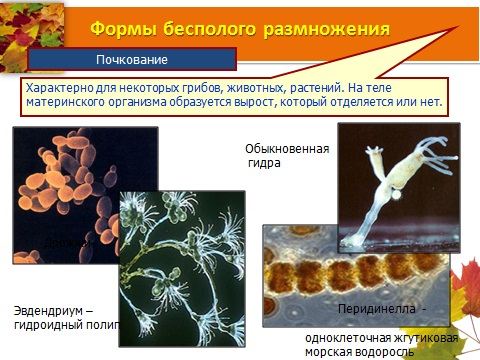 Формы бесполого размножения
Почкование
Характерно для некоторых грибов, животных, растений. На теле
материнского организма образуется вырост, который отделяется или нет.
Обыкновенная
гидра
Дрожжи
Эвдендриум –
гидроидный полип
Перидинелла -
одноклеточная жгутиковая
морская водоросль